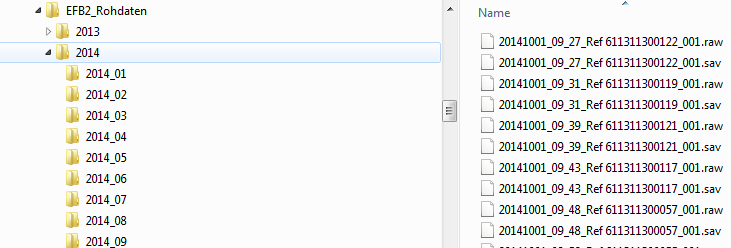 EFB2_Rohdaten
2013
2014
2014_01
2014_02
2014_03
2014_04
2014_05
2014_06
2014_07
2014_08
2014_09
Name
20141001_09_27_Ref 611311300122_001.raw
20141001_09_27_Ref 611311300122_001.sav
20141001_09_31_Ref 611311300119_001.raw
20141001_09_31_Ref 611311300119_001.sav
20141001_09_39_Ref 611311300121_001.raw
20141001_09_39_Ref 611311300121_001.sav
20141001_09_43_Ref 611311300117_001.raw
20141001_09_43_Ref 611311300117_001.sav
20141001_09_48_Ref 611311300057_001.raw
20141001_09_48_Ref 611311300057_001.sav